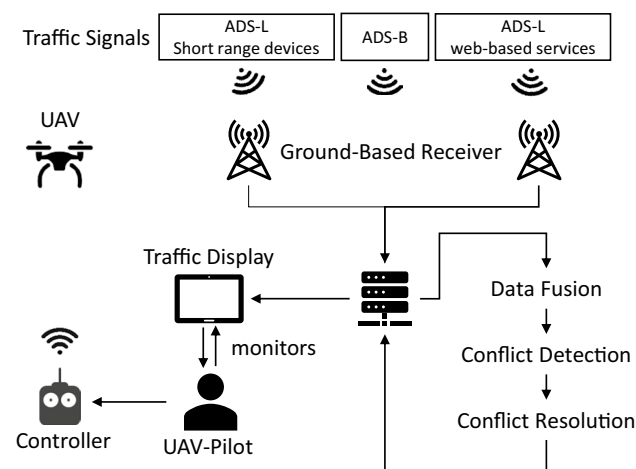 Traffic Signals
ADS-L
Short range devices
ADS-B
ADS-L
web-based services
UAV
Ground-Based Receiver
Traffic Display
Data Fusion
monitors
Conflict Detection
Conflict Resolution
Controller
UAV-Pilot